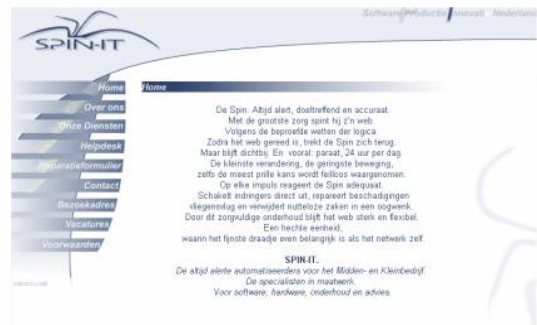 Software Productie Innovatie Nederland
SPIN-IT
Home
Over ons
Onze Diensten
Helpdesk
Reparatieformulier
Contact
Bezoekadres
Vacatures
Voorwaarden
Home
De Spin. Altijd alert, doeltreffend en accuraat.
Met de grootste zorg spint hij z'n web.
Volgens de beproefde wetten der logica.
Zodra het web gereed is, trekt de Spin zich terug.
Maar blijft dichtbij. En vooral: paraat, 24 uur per dag.
De kleinste verandering, de geringste beweging,
zelfs de meest prille kans wordt feilloos waargenomen.
Op elke impuls reageert de Spin adequaat.
Schakelt indringers direct uit, repareert beschadigingen
vliegensvlug en verwijdert nutteloze zaken in een oogwenk.
Door dit zorgvuldige onderhoud blijft het web sterk en flexibel.
Een hechte eenheid,
waarin het fijnste draadje even belangrijk is als het netwerk zelf.
SPIN-IT.
De altijd alerte automatiseerders voor het Midden- en Kleinbedrijf.
De specialisten in maatwerk.
Voor software, hardware, onderhoud en advies.